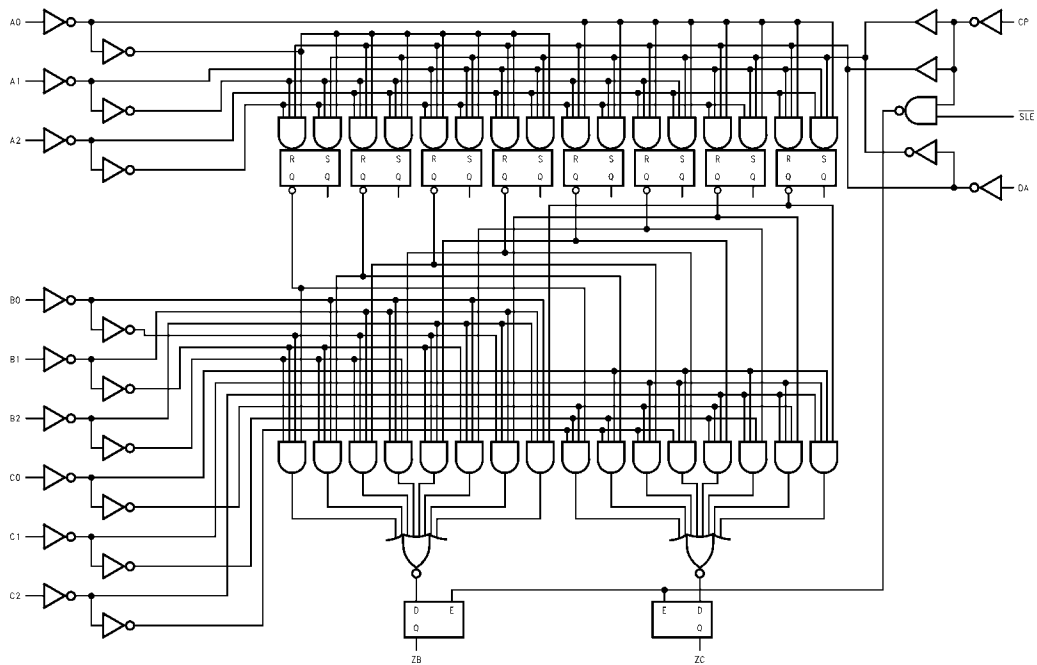 A0
CP
A1
SLE
A2
R S R S R S R S R S R S R S R S
Q Q Q Q Q Q Q Q Q Q Q Q Q Q Q Q
DA
B0
B1
B2
C0
C1
C2
D E E D
Q Q
ZB ZC